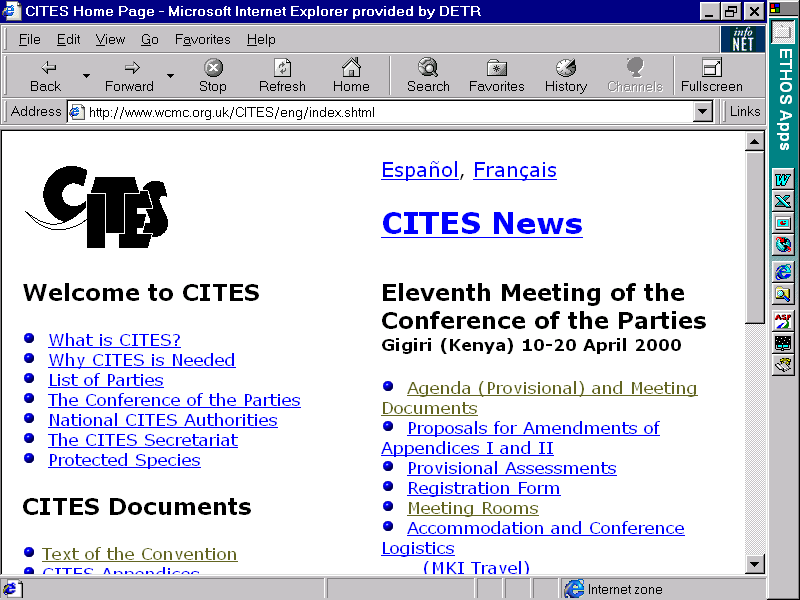 CITES Home Page - Microsoft Internet Explorer provided by DETR
File Edit View Go Favorites Help
info NET
Back Forward Stop Refresh Home Search Favorites History Channels Fullscreen
Address http://www.wcmc.org.uk/CITES/eng/index.shtml Links
ETHOS Apps
CITES
Welcome to CITES
What is CITES?
Why CITES is Needed
List of Parties
The Conference of the Parties
National CITES Authorities
The CITES Secretariat
Protected Species
CITES Documents
Text of the Convention
CITES Appendices
Español, Français
CITES News
Eleventh Meeting of the
Conference of the Parties
Gigiri (Kenya) 10-20 April 2000
Agenda (Provisional) and Meeting
Documents
Proposals for Amendments of
Appendices I and II
Provisional Assessments
Registration Form
Meeting Rooms
Accommodation and Conference
Logistics
(MKI Travel)
ASP
Internet zone